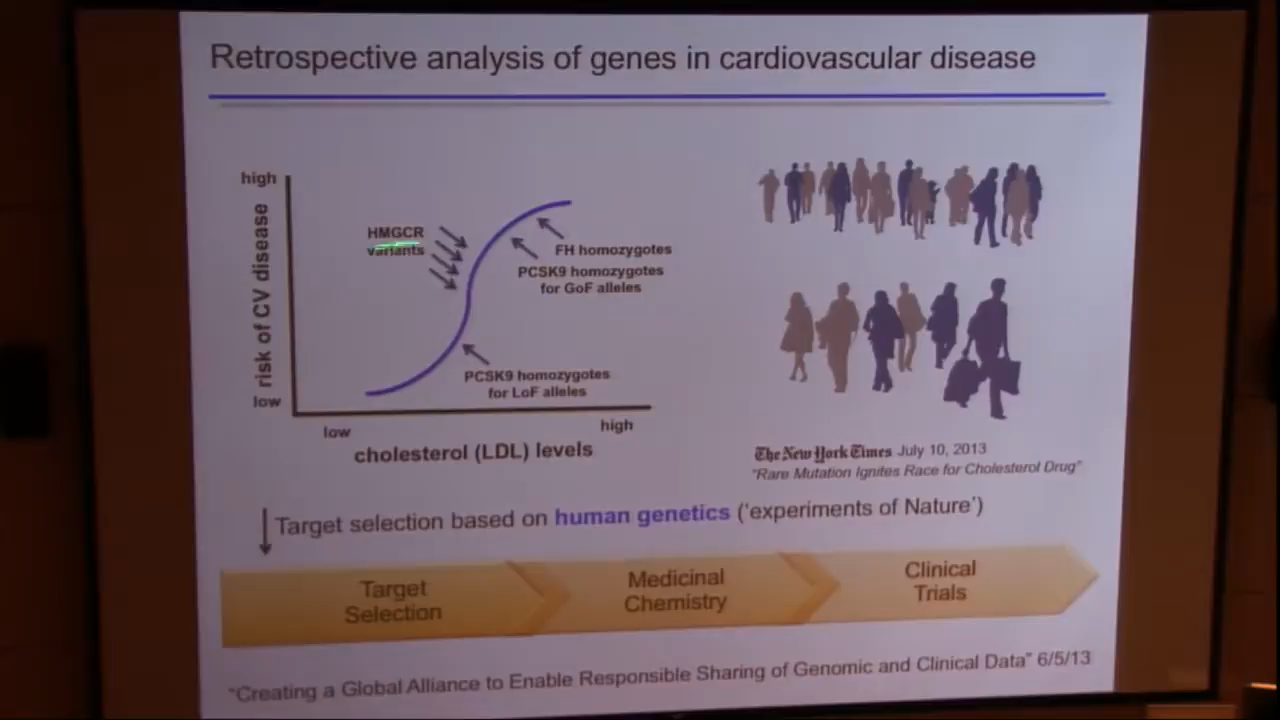 Retrospective analysis of genes in cardiovascular disease
high
risk of CV disease
low
HMGCR
variants
FH homozygotes
PCSK9 homozygotes
for GoF alleles
PCSK9 homozygotes
for LoF alleles
low
high
cholesterol (LDL) levels
The New York Times July 10, 2013
"Rare Mutation Ignites Race for Cholesterol Drug"
Target selection based on human genetics ('experiments of Nature')
Target
Selection
Medicinal
Chemistry
Clinical
Trials
"Creating a Global Alliance to Enable Responsible Sharing of Genomic and Clinical Data" 6/5/13